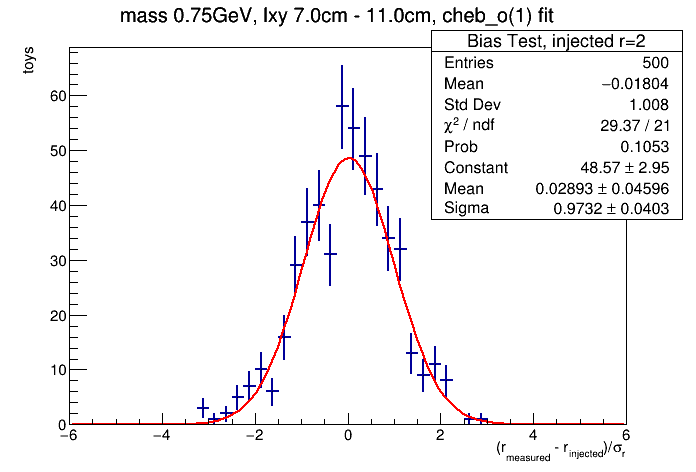 mass 0.75GeV, lxy 7.0cm - 11.0cm, cheb_o(1) fit
toys
Bias Test, injected r=2
Entries 500
Mean −0.01804
Std Dev 1.008
χ² / ndf 29.37 / 21
Prob 0.1053
Constant 48.57 ± 2.95
Mean 0.02893 ± 0.04596
Sigma 0.9732 ± 0.0403
60
50
40
30
20
10
0
−6 −4 −2 0 2 4 6
(r_measured - r_injected)/σ_r